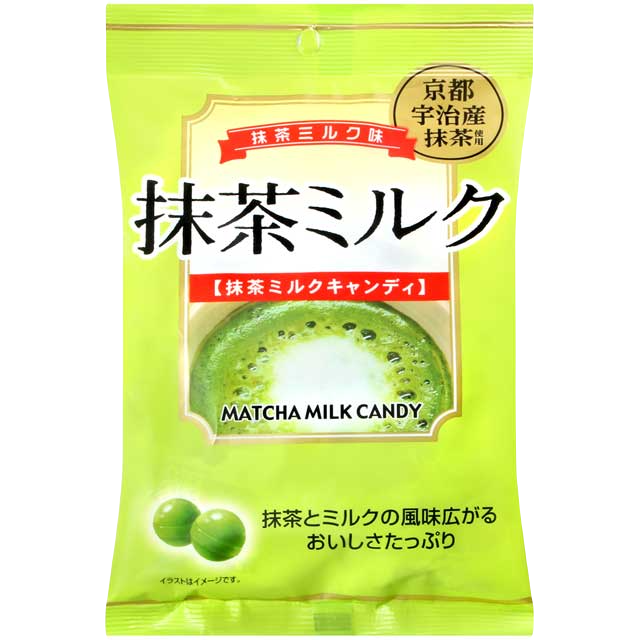 京都
宇治産
抹茶使用
抹茶ミルク味
抹茶ミルク
【抹茶ミルクキャンディ】
MATCHA MILK CANDY
抹茶とミルクの風味広がる
おいしさたっぷり
イラストはイメージです。